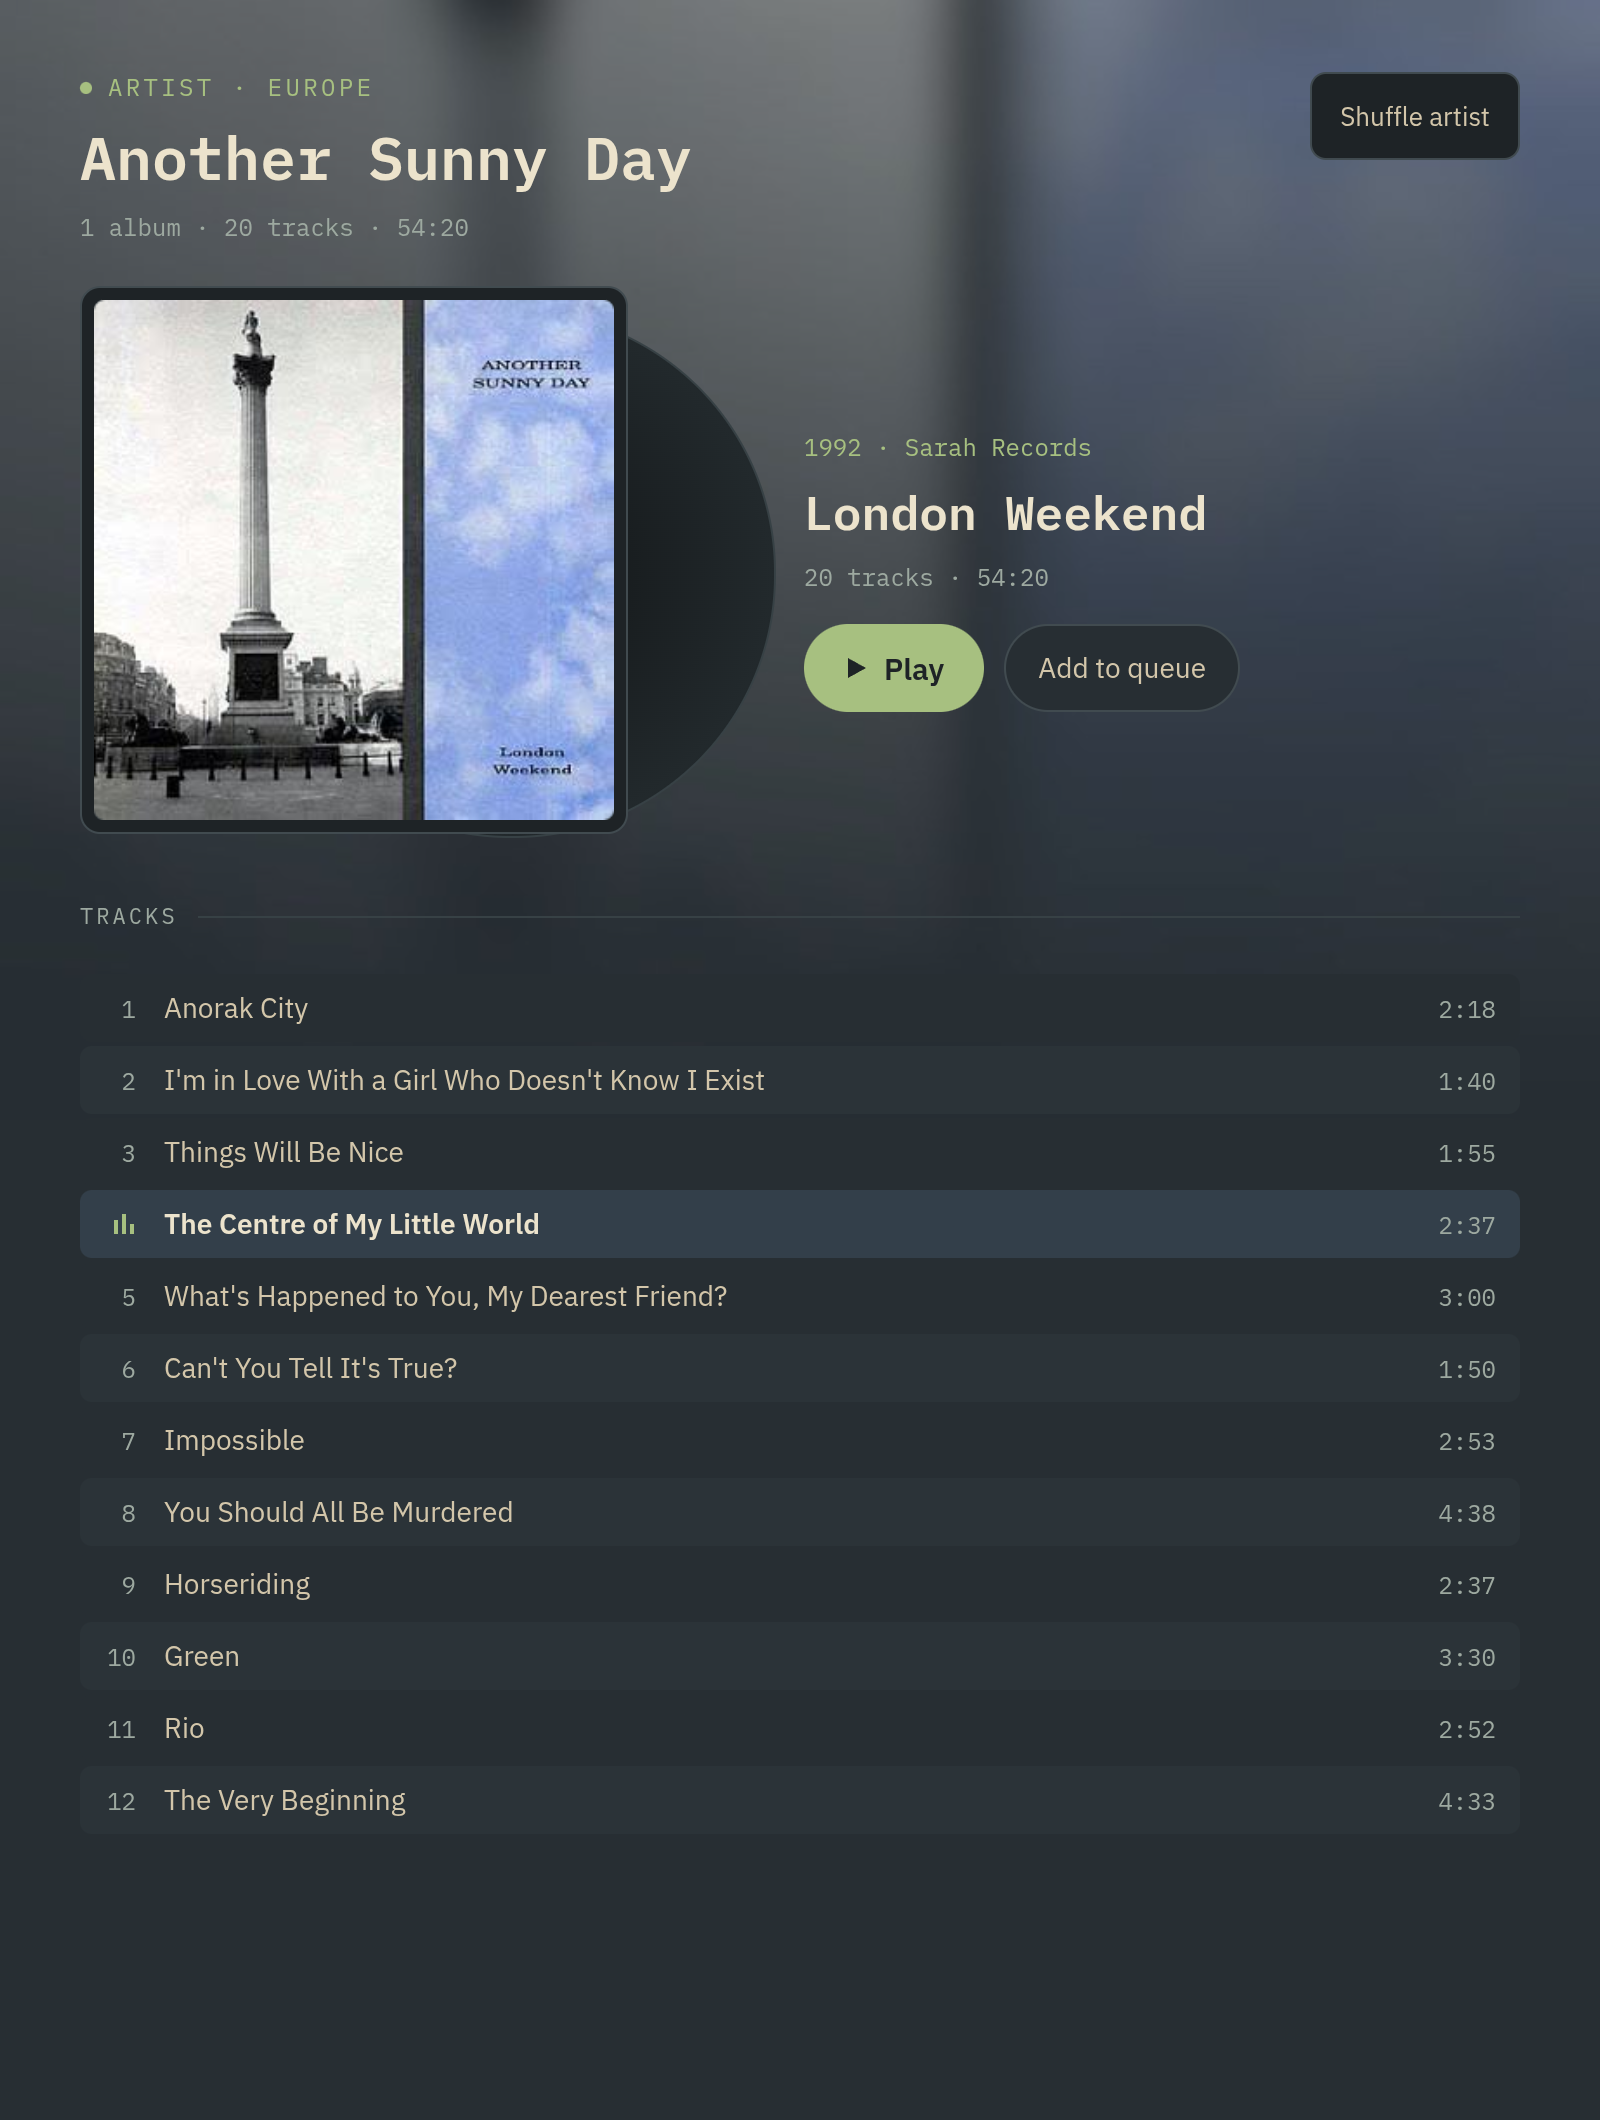 ARTIST · EUROPE
Another Sunny Day
1 album · 20 tracks · 54:20
Shuffle artist
ANOTHER
SUNNY DAY
London
Weekend
1992 · Sarah Records
London Weekend
20 tracks · 54:20
Play
Add to queue
TRACKS
1 Anorak City 2:18
2 I'm in Love With a Girl Who Doesn't Know I Exist 1:40
3 Things Will Be Nice 1:55
The Centre of My Little World 2:37
5 What's Happened to You, My Dearest Friend? 3:00
6 Can't You Tell It's True? 1:50
7 Impossible 2:53
8 You Should All Be Murdered 4:38
9 Horseriding 2:37
10 Green 3:30
11 Rio 2:52
12 The Very Beginning 4:33